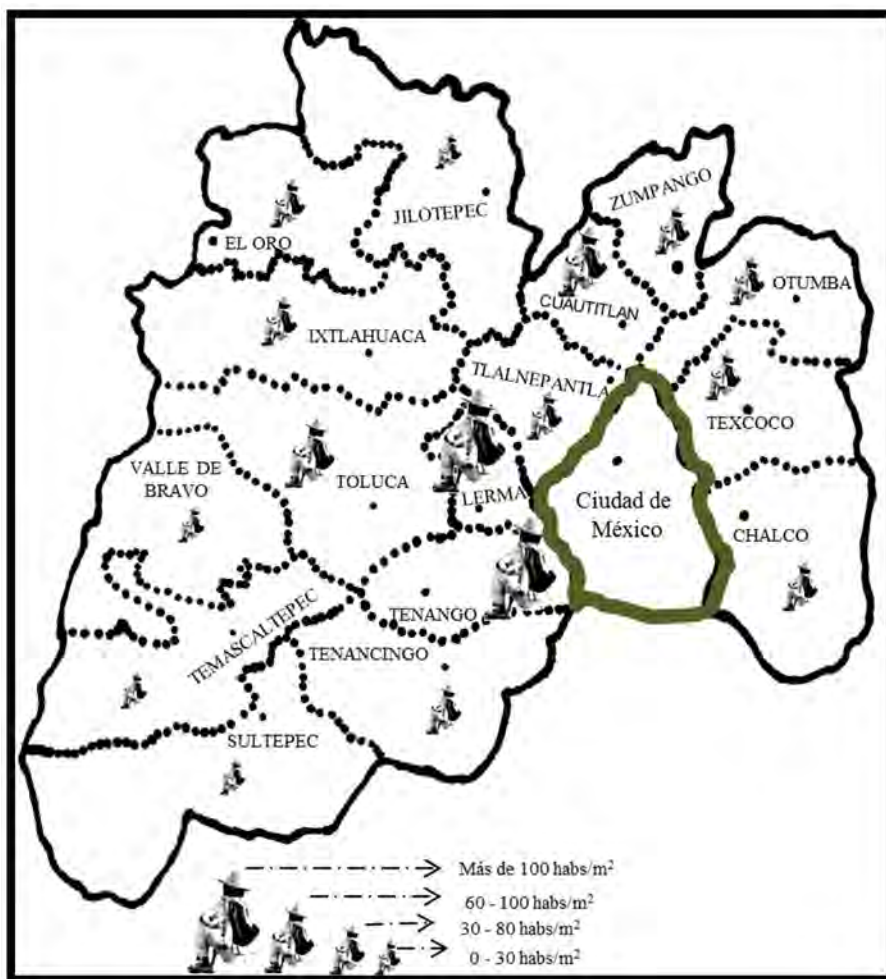 ZUMPANGO
JILOTEPEC
EL ORO
OTUMBA
CUAUTITLAN
IXTLAHUACA
TLALNEPANTLA
TEXCOCO
VALLE DE
BRAVO
TOLUCA
LERMA
Ciudad de
México
CHALCO
TENANGO
TEMASCALTEPEC
TENANCINGO
SULTEPEC
Más de 100 habs/m²
60 - 100 habs/m²
30 - 80 habs/m²
0 - 30 habs/m²